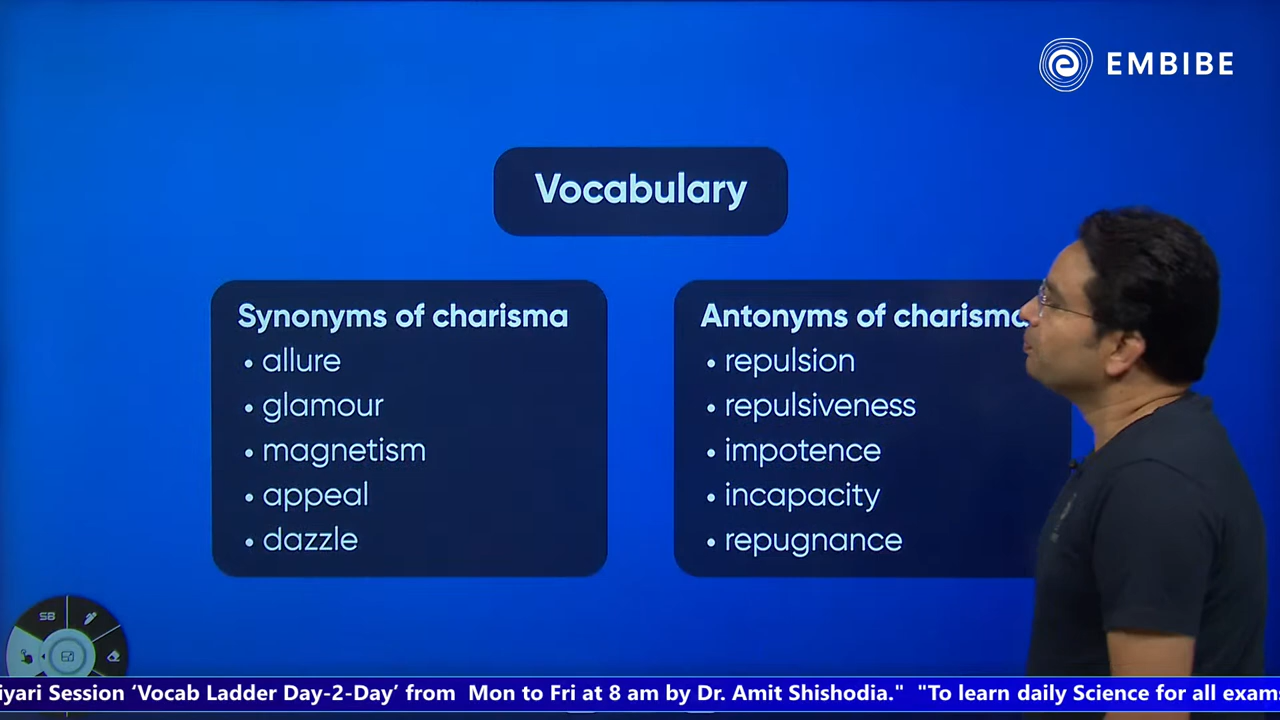 EMBIBE
Vocabulary
Synonyms of charisma
• allure
• glamour
• magnetism
• appeal
• dazzle
Antonyms of charisma
• repulsion
• repulsiveness
• impotence
• incapacity
• repugnance
SB
iyari Session ‘Vocab Ladder Day-2-Day’ from Mon to Fri at 8 am by Dr. Amit Shishodia." "To learn daily Science for all exams